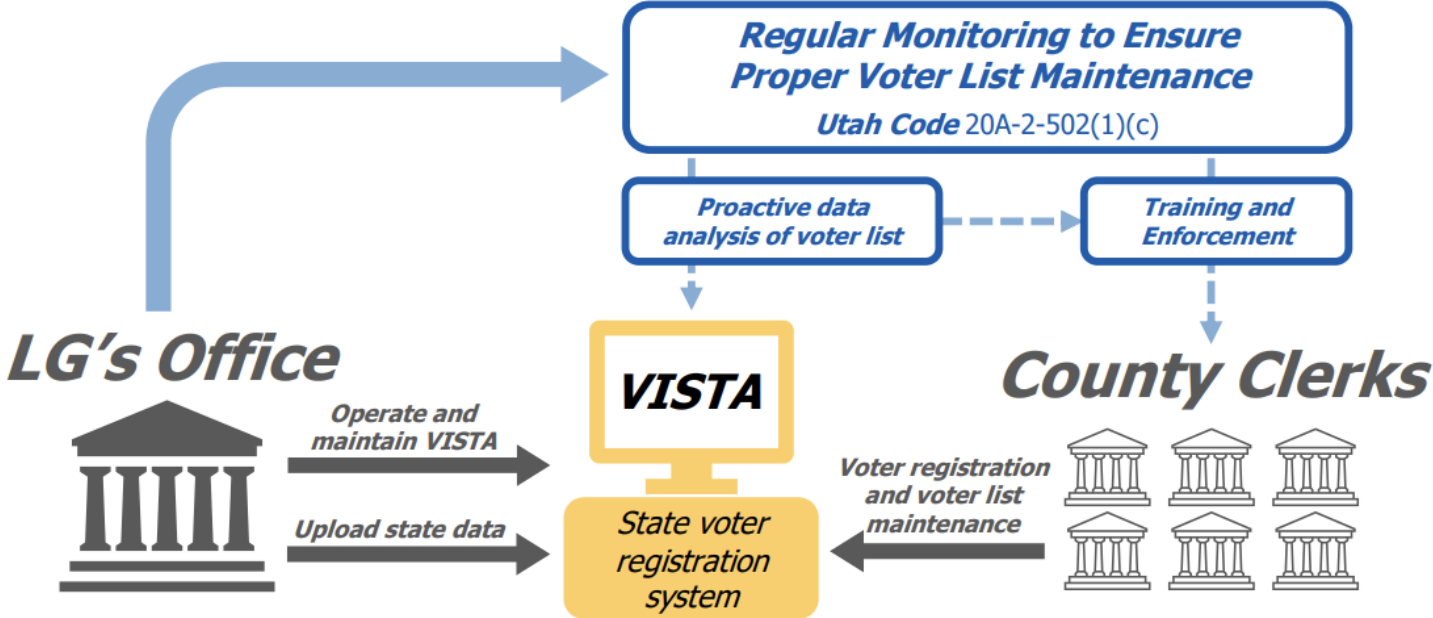 Regular Monitoring to Ensure
Proper Voter List Maintenance
Utah Code 20A-2-502(1)(c)
Proactive data
analysis of voter list
Training and
Enforcement
LG's Office
Operate and
maintain VISTA
Upload state data
VISTA
State voter
registration
system
County Clerks
Voter registration
and voter list
maintenance